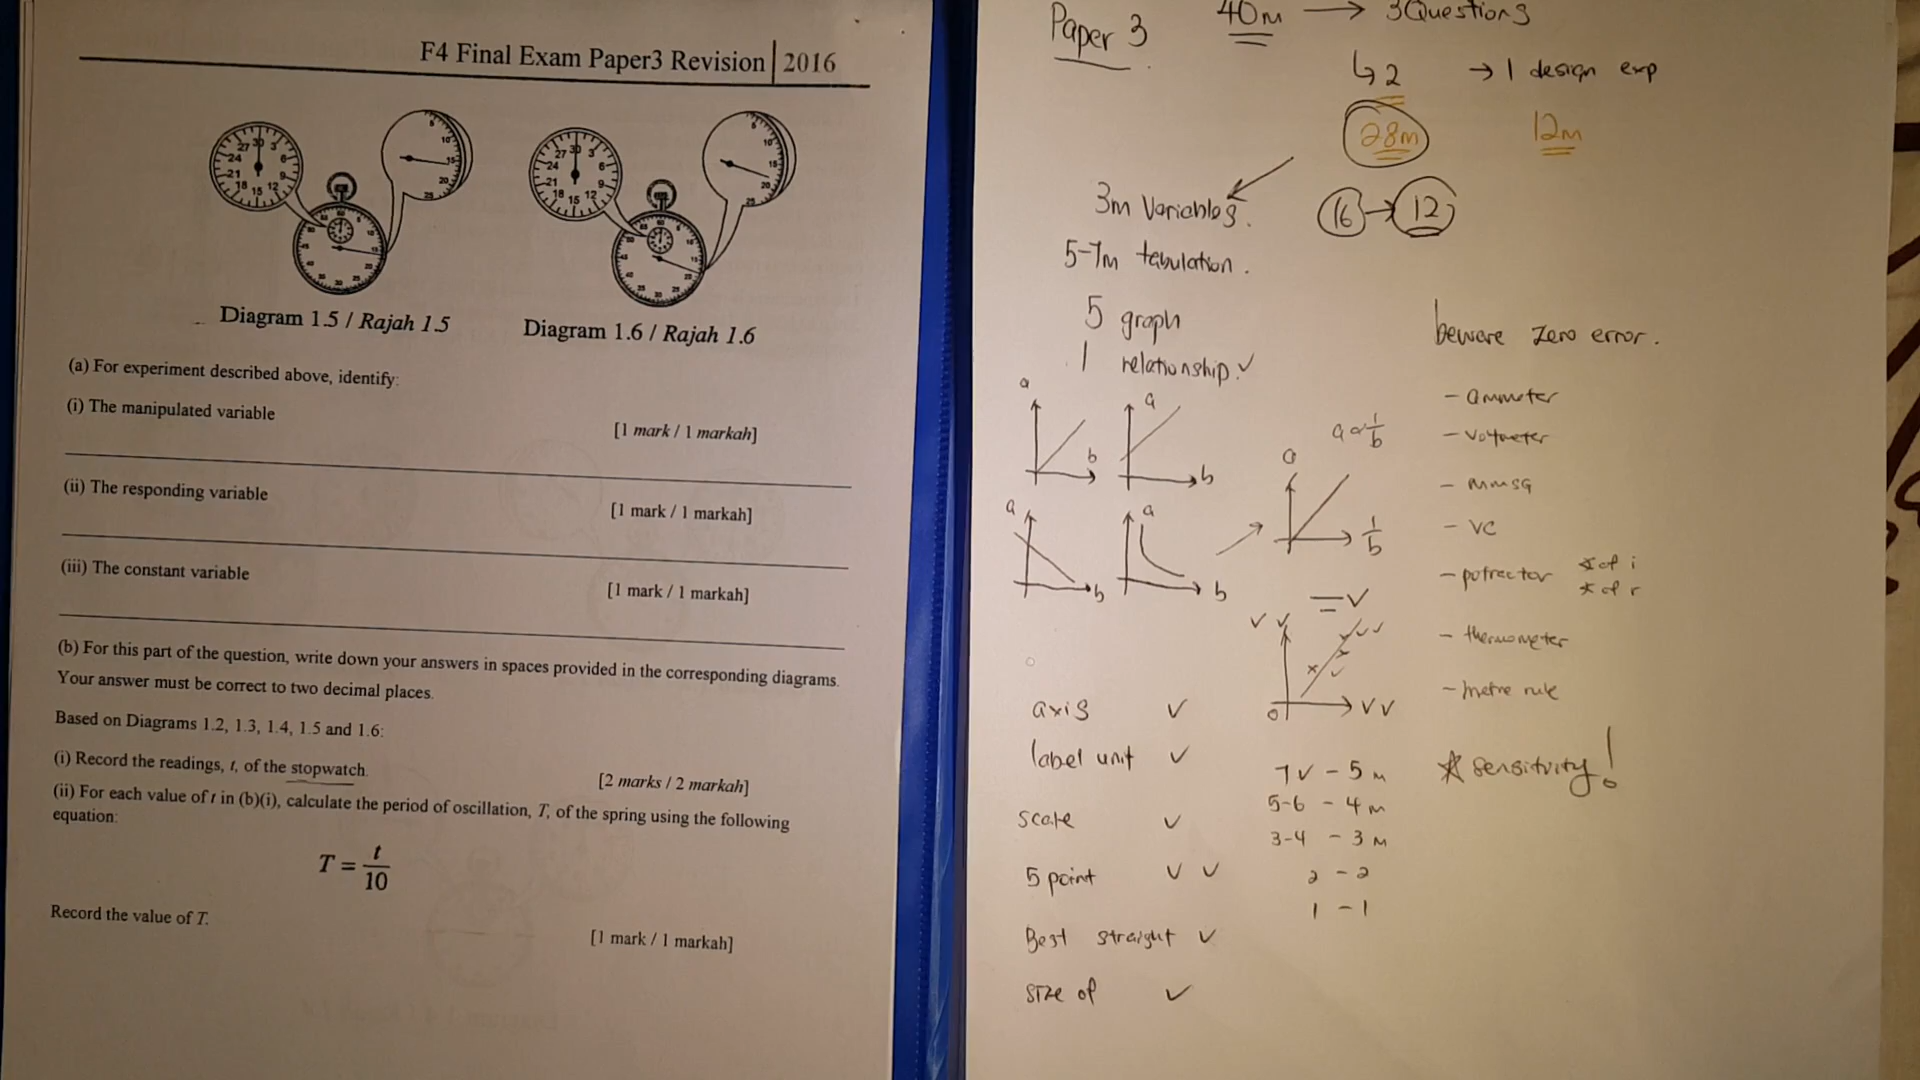 F4 Final Exam Paper3 Revision | 2016
Diagram 1.5 / Rajah 1.5
Diagram 1.6 / Rajah 1.6
(a) For experiment described above, identify:
(i) The manipulated variable
[1 mark / 1 markah]
(ii) The responding variable
[1 mark / 1 markah]
(iii) The constant variable
[1 mark / 1 markah]
(b) For this part of the question, write down your answers in spaces provided in the corresponding diagrams.
Your answer must be correct to two decimal places.
Based on Diagrams 1.2, 1.3, 1.4, 1.5 and 1.6:
(i) Record the readings, t, of the stopwatch.
[2 marks / 2 markah]
(ii) For each value of t in (b)(i), calculate the period of oscillation, T, of the spring using the following
equation:
T = t/10
Record the value of T.
[1 mark / 1 markah]
Paper 3 40m → 3 Questions
↳ 2 → 1 design exp
28m 12m
3m Variables.
16 → 12
5-7m tabulation.
5 graph
1 relationship ✓
a b
a b
a b
a b
a ∝ 1/b
a 1/b
axis ✓
label unit ✓
scale ✓
5 point ✓ ✓
Best straight ✓
size of ✓
7✓ - 5m
5-6 - 4m
3-4 - 3m
2 - 2
1 - 1
beware zero error.
- ammeter
- voltmeter
- mmsg
- vc
- potractor ∡ of i
∡ of r
- thermometer
- metre rule
☆ sensitivity!